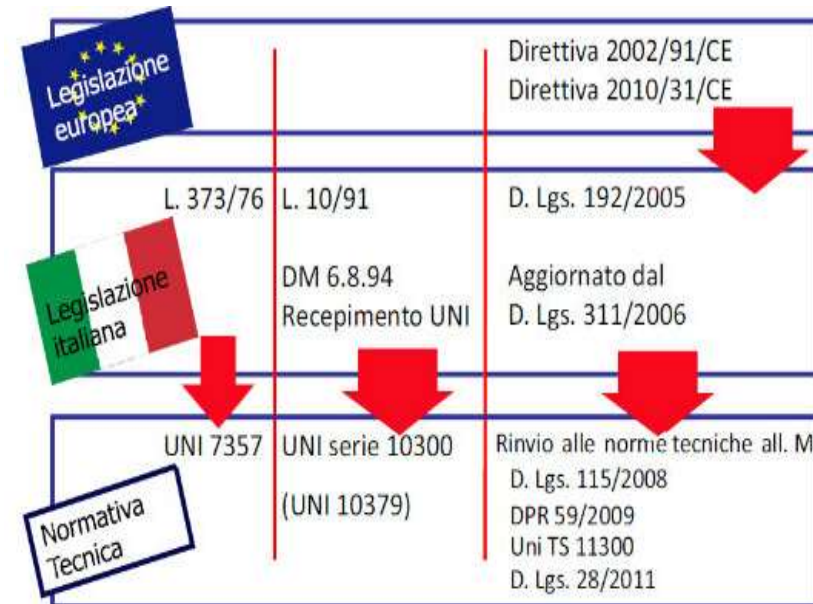 Legislazione
europea
Direttiva 2002/91/CE
Direttiva 2010/31/CE
Legislazione
italiana
L. 373/76
L. 10/91
DM 6.8.94
Recepimento UNI
D. Lgs. 192/2005
Aggiornato dal
D. Lgs. 311/2006
Normativa
Tecnica
UNI 7357
UNI serie 10300
(UNI 10379)
Rinvio alle norme tecniche all. M
D. Lgs. 115/2008
DPR 59/2009
Uni TS 11300
D. Lgs. 28/2011